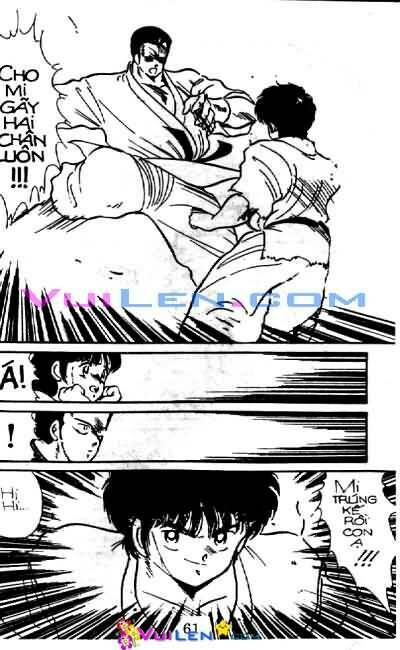 CHO
MI
GÃY
HAI
CHÂN
LUÔN
!!!
VUILEN.COM
Á!
!
HI
HI...
MI
TRÚNG
KẾ
RỒI
CON
Ạ
!!!
61
VUILEN